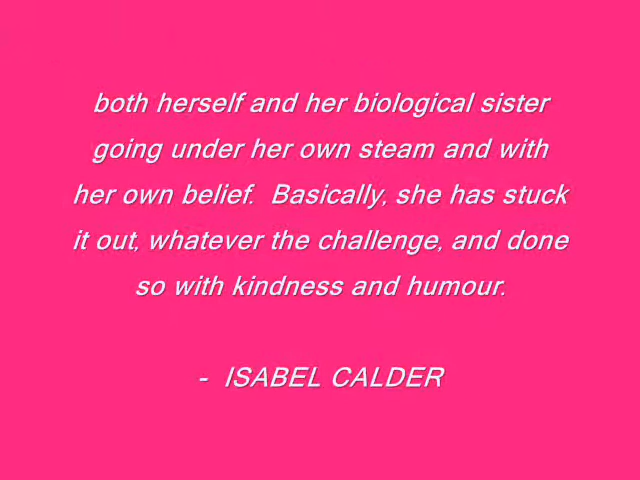 both herself and her biological sister
going under her own steam and with
her own belief.  Basically, she has stuck
it out, whatever the challenge, and done
so with kindness and humour.
-  ISABEL CALDER